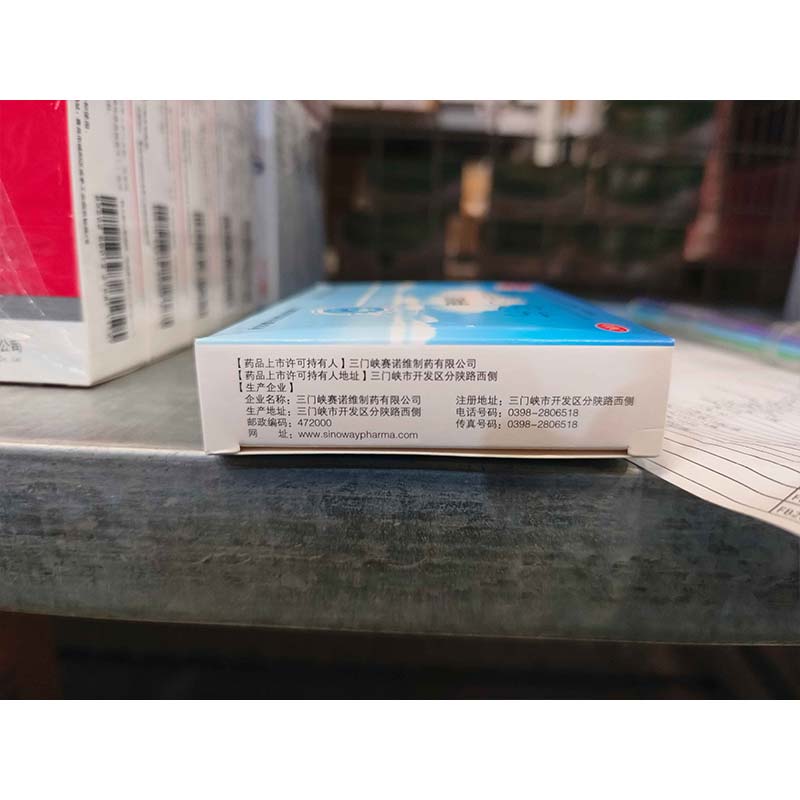 【药品上市许可持有人】三门峡赛诺维制药有限公司
【药品上市许可持有人地址】三门峡市开发区分陕路西侧
【生产企业】
企业名称：三门峡赛诺维制药有限公司 注册地址：三门峡市开发区分陕路西侧
生产地址：三门峡市开发区分陕路西侧 电话号码：0398-2806518
邮政编码：472000 传真号码：0398-2806518
网 址：www.sinowaypharma.com
公司